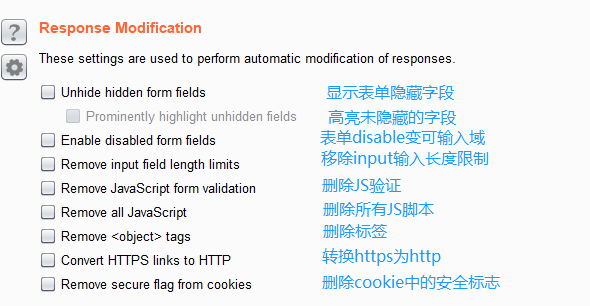 Response Modification
?
These settings are used to perform automatic modification of responses.
Unhide hidden form fields 显示表单隐藏字段
Prominently highlight unhidden fields 高亮未隐藏的字段
Enable disabled form fields 表单disable变可输入域
Remove input field length limits 移除input输入长度限制
Remove JavaScript form validation 删除JS验证
Remove all JavaScript 删除所有JS脚本
Remove <object> tags 删除标签
Convert HTTPS links to HTTP 转换https为http
Remove secure flag from cookies 删除cookie中的安全标志